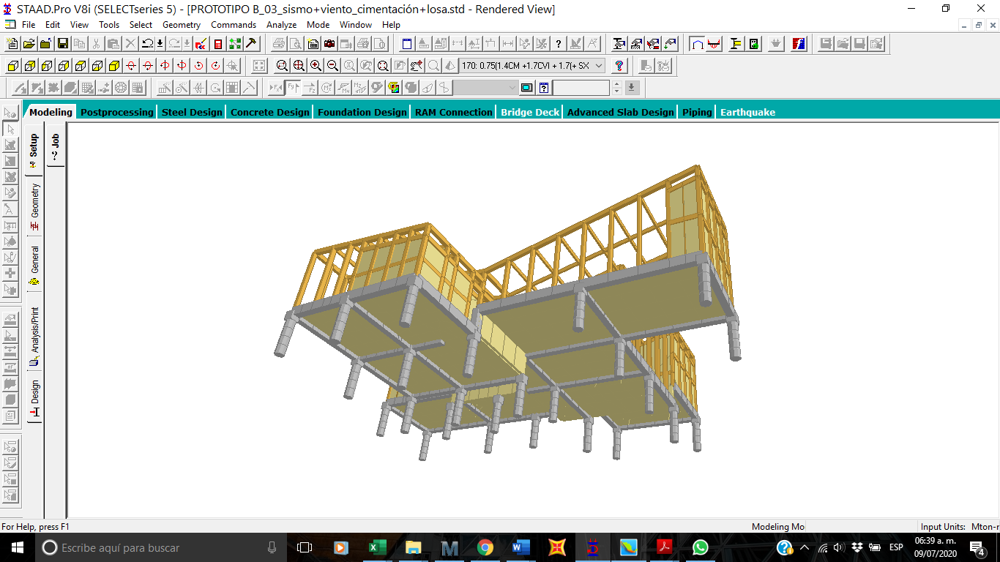 STAAD.Pro V8i (SELECTseries 5) - [PROTOTIPO B_03_sismo+viento_cimentación+losa.std - Rendered View]
File Edit View Tools Select Geometry Commands Analyze Mode Window Help
170: 0.75(1.4CM +1.7CVI + 1.7(+ SX
Modeling Postprocessing Steel Design Concrete Design Foundation Design RAM Connection Bridge Deck Advanced Slab Design Piping Earthquake
Setup
Job
Geometry
General
Analysis/Print
Design
For Help, press F1
Modeling Mo
Input Units: Mton-
Escribe aquí para buscar
ESP
06:39 a. m.
09/07/2020
4